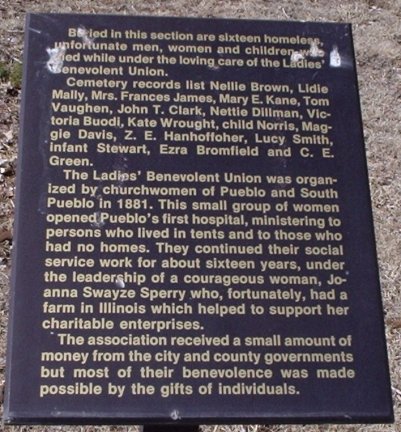 Buried in this section are sixteen homeless,
unfortunate men, women and children who
died while under the loving care of the Ladies'
Benevolent Union.
Cemetery records list Nellie Brown, Lidie
Mally, Mrs. Frances James, Mary E. Kane, Tom
Vaughen, John T. Clark, Nettie Dillman, Vic-
toria Buodi, Kate Wrought, child Norris, Mag-
gie Davis, Z. E. Hanhoffoher, Lucy Smith,
infant Stewart, Ezra Bromfield and C. E.
Green.
The Ladies' Benevolent Union was organ-
ized by churchwomen of Pueblo and South
Pueblo in 1881. This small group of women
opened Pueblo's first hospital, ministering to
persons who lived in tents and to those who
had no homes. They continued their social
service work for about sixteen years, under
the leadership of a courageous woman, Jo-
anna Swayze Sperry who, fortunately, had a
farm in Illinois which helped to support her
charitable enterprises.
The association received a small amount of
money from the city and county governments
but most of their benevolence was made
possible by the gifts of individuals.